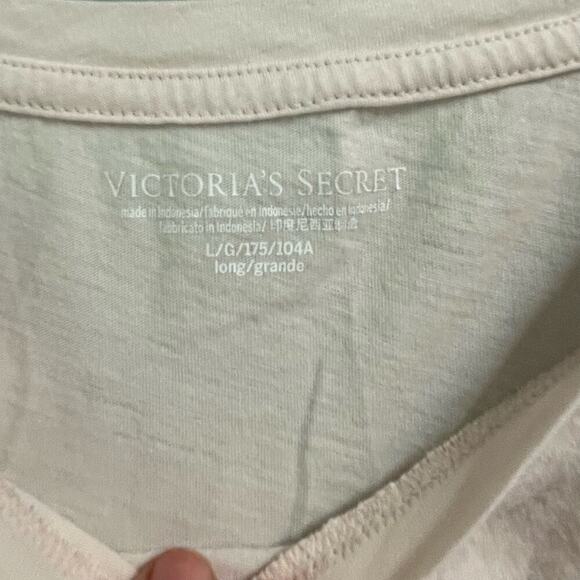 VICTORIA'S SECRET
made in Indonesia/fabriqué en Indonésie/hecho en Indonesia/
fabbricato in Indonesia/ 印度尼西亚制造
L/G/175/104A
long/grande